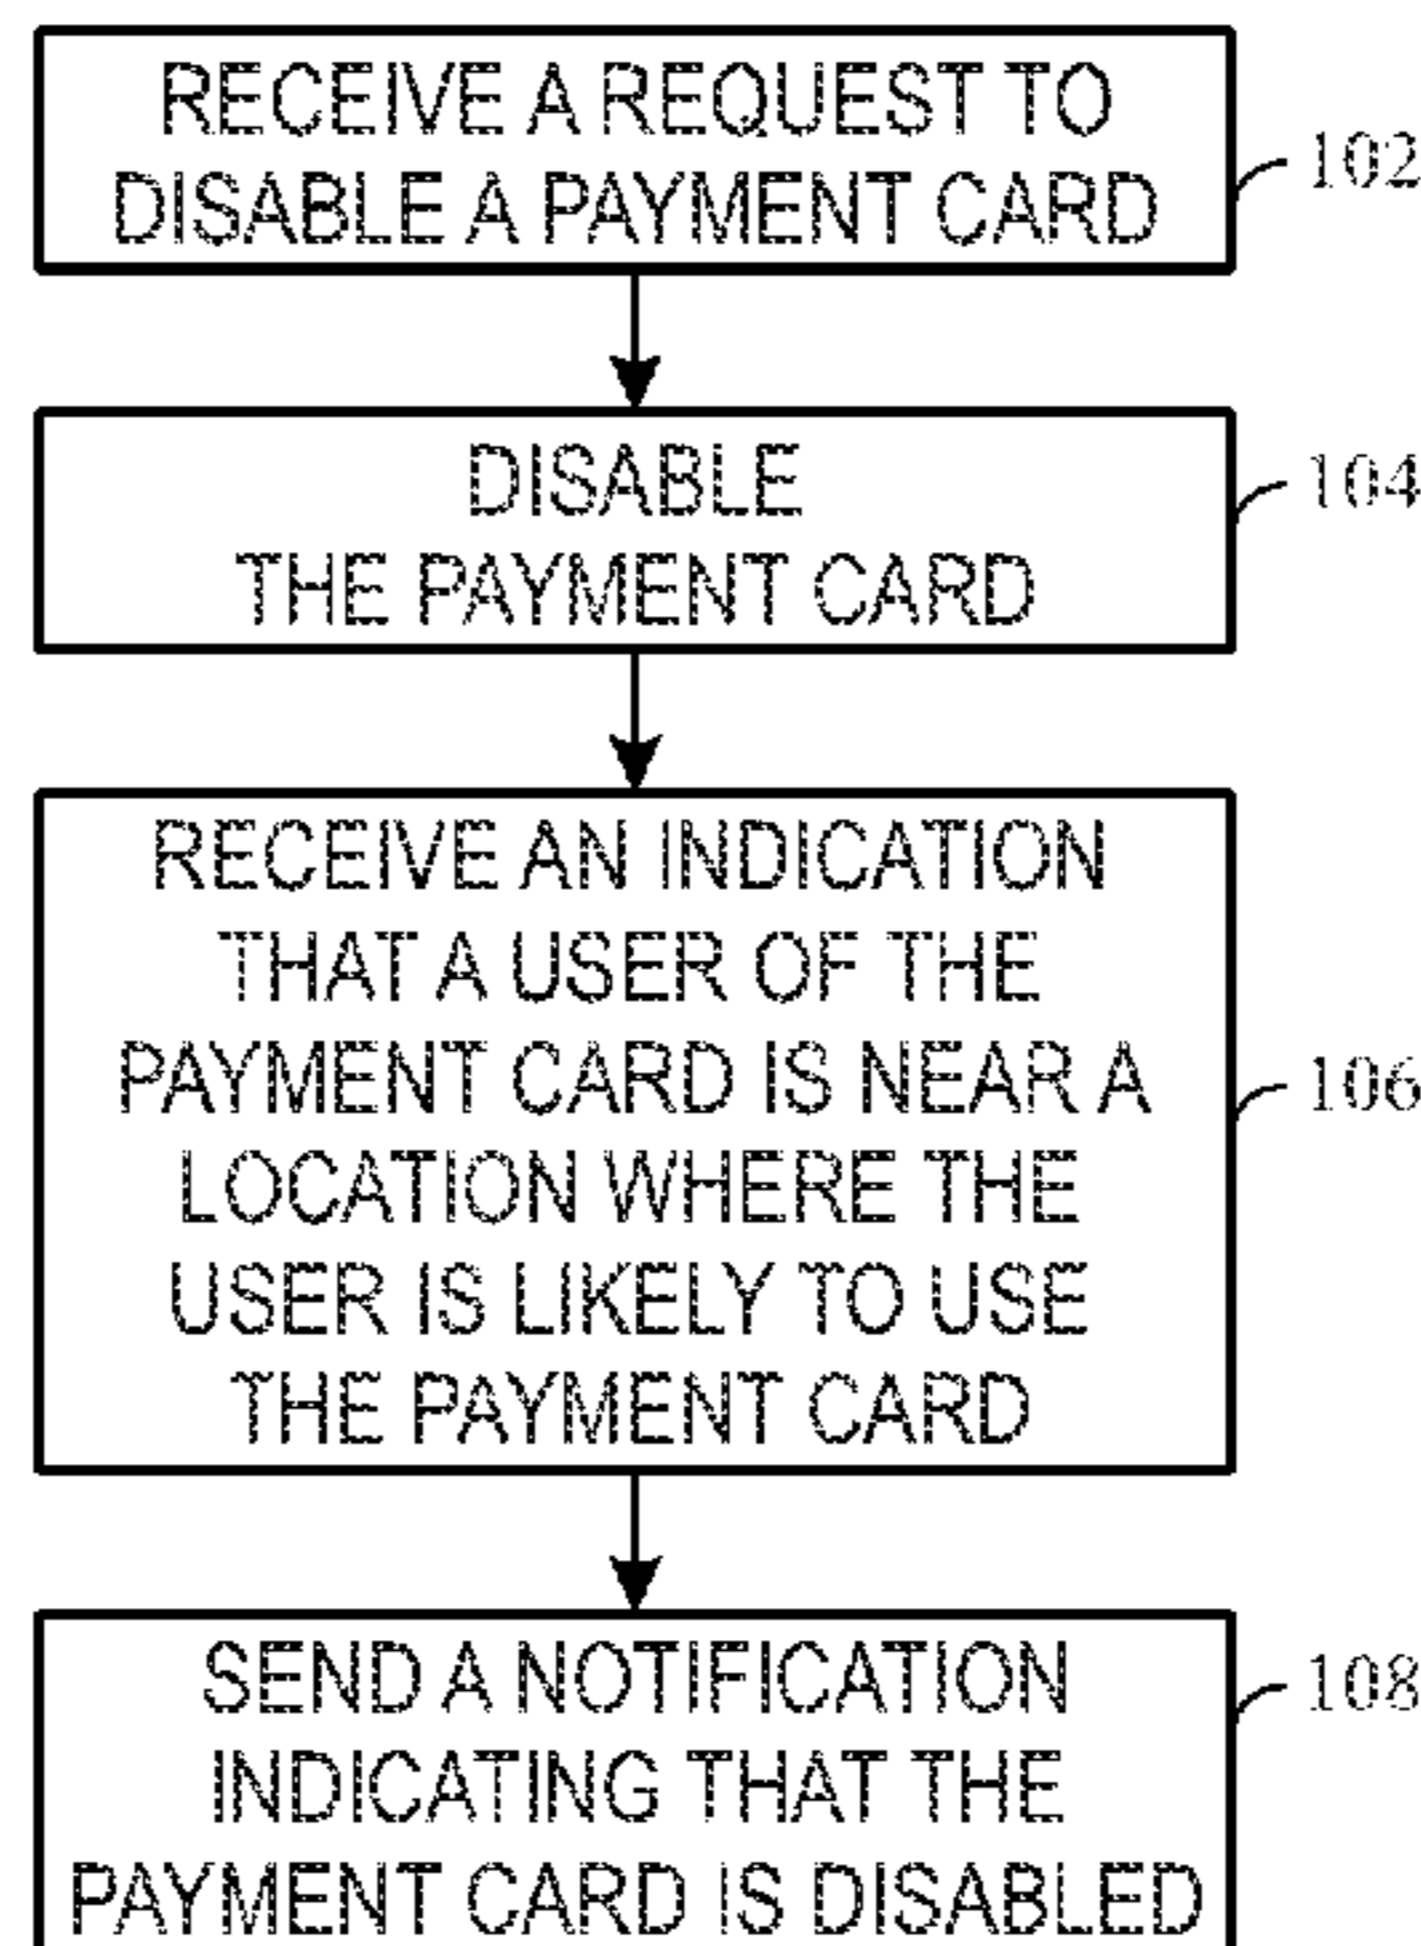 RECEIVE A REQUEST TO
DISABLE A PAYMENT CARD
102
DISABLE
THE PAYMENT CARD
104
RECEIVE AN INDICATION
THAT A USER OF THE
PAYMENT CARD IS NEAR A
LOCATION WHERE THE
USER IS LIKELY TO USE
THE PAYMENT CARD
106
SEND A NOTIFICATION
INDICATING THAT THE
PAYMENT CARD IS DISABLED
108